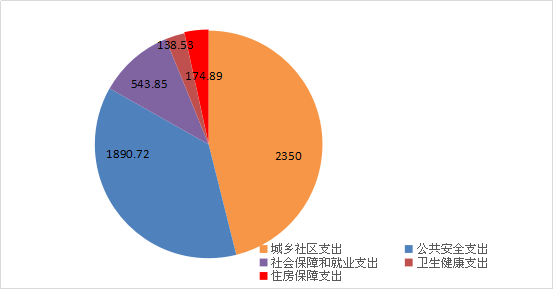 138.53
174.89
543.85
1890.72
2350
城乡社区支出 公共安全支出
社会保障和就业支出 卫生健康支出
住房保障支出